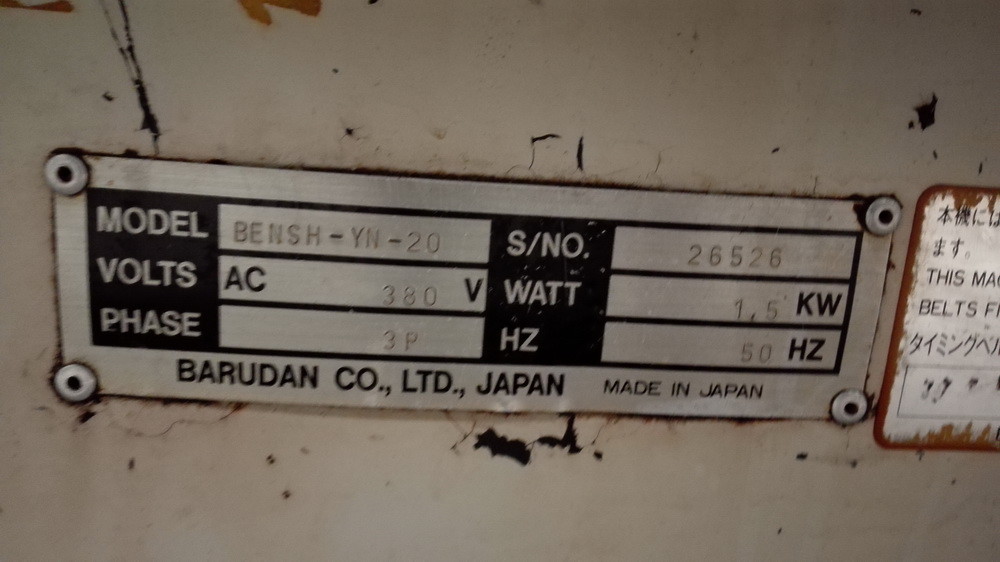 MODEL BENSH-YN-20 S/NO. 26526
VOLTS AC 380 V WATT 1,5 KW
PHASE 3P HZ 50 HZ
BARUDAN CO., LTD., JAPAN MADE IN JAPAN
本機には
ます。
THIS
BELTS
タイミングベル